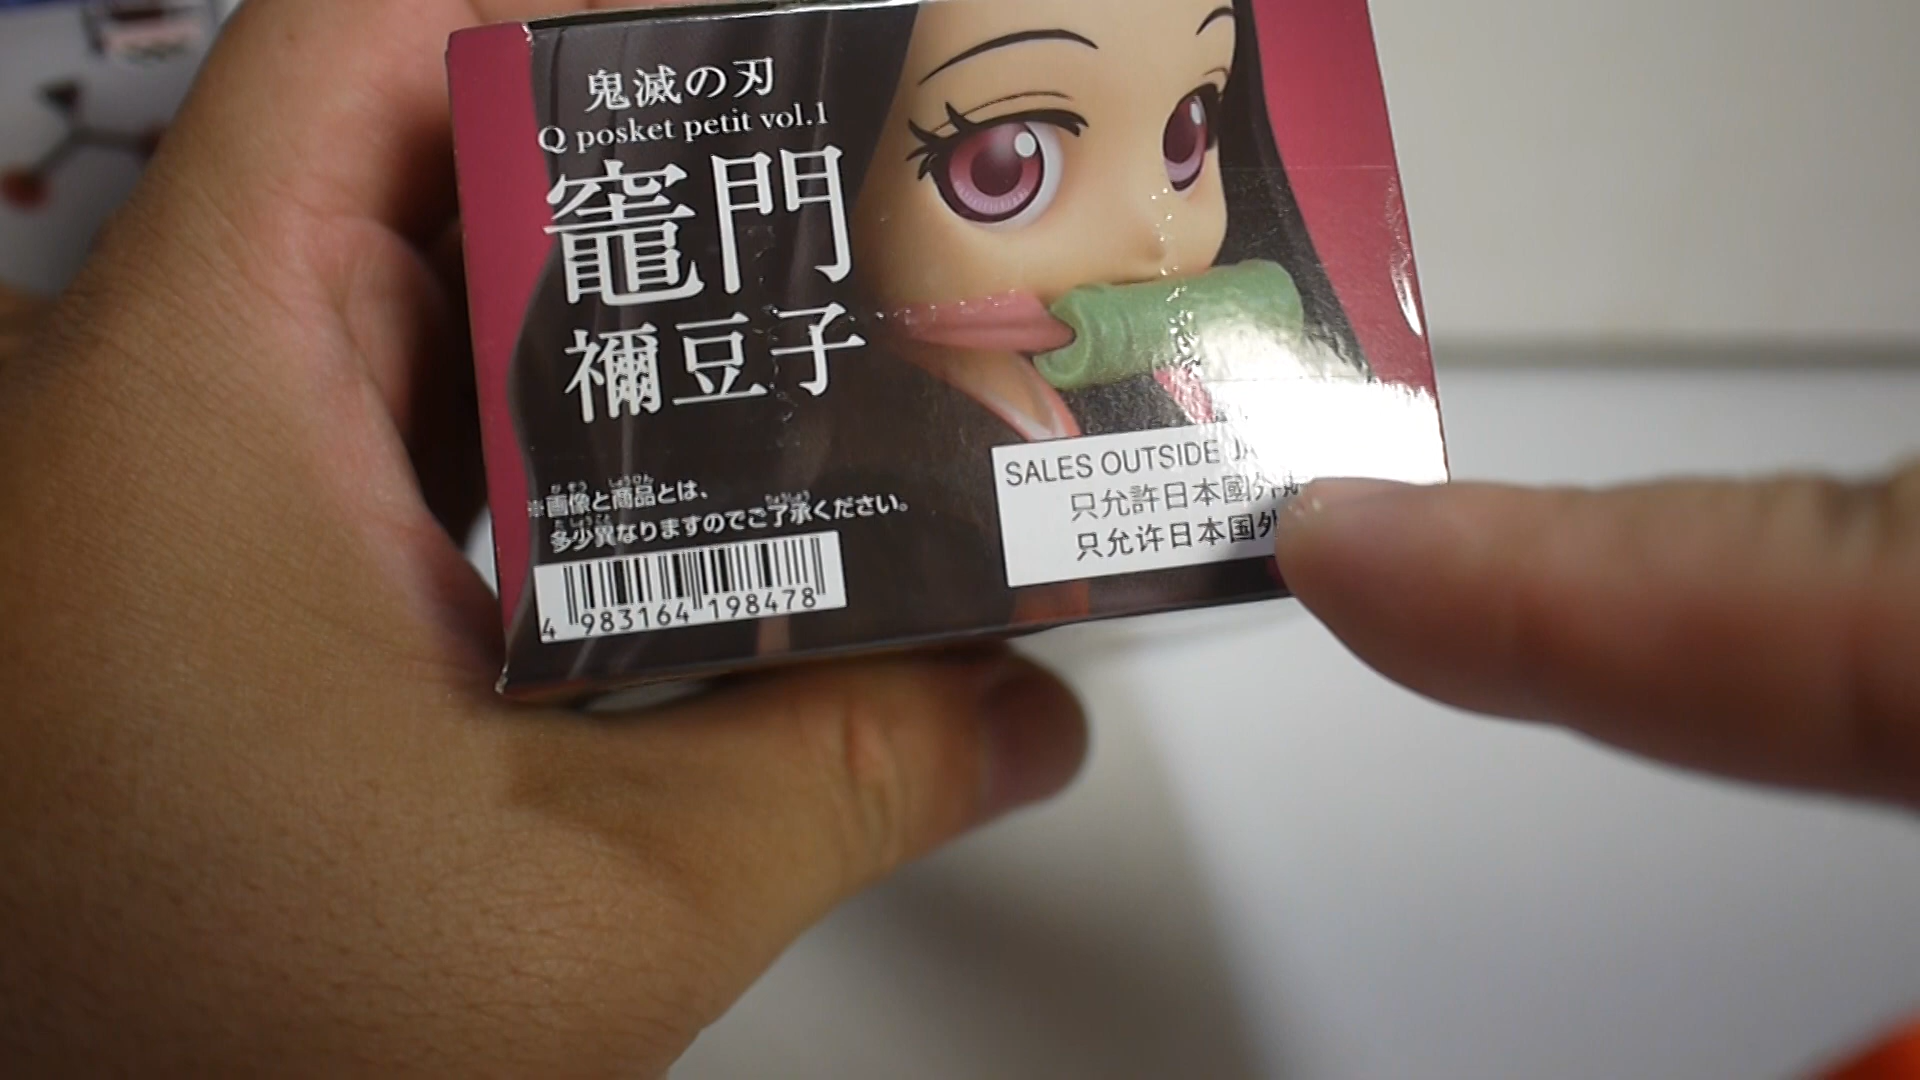 鬼滅の刃
Q posket petit vol.1
竈門
禰豆子
※画像と商品とは、
多少異なりますのでご了承ください。
4 983164 198478
SALES OUTSIDE
只允許日本國外
只允许日本国外